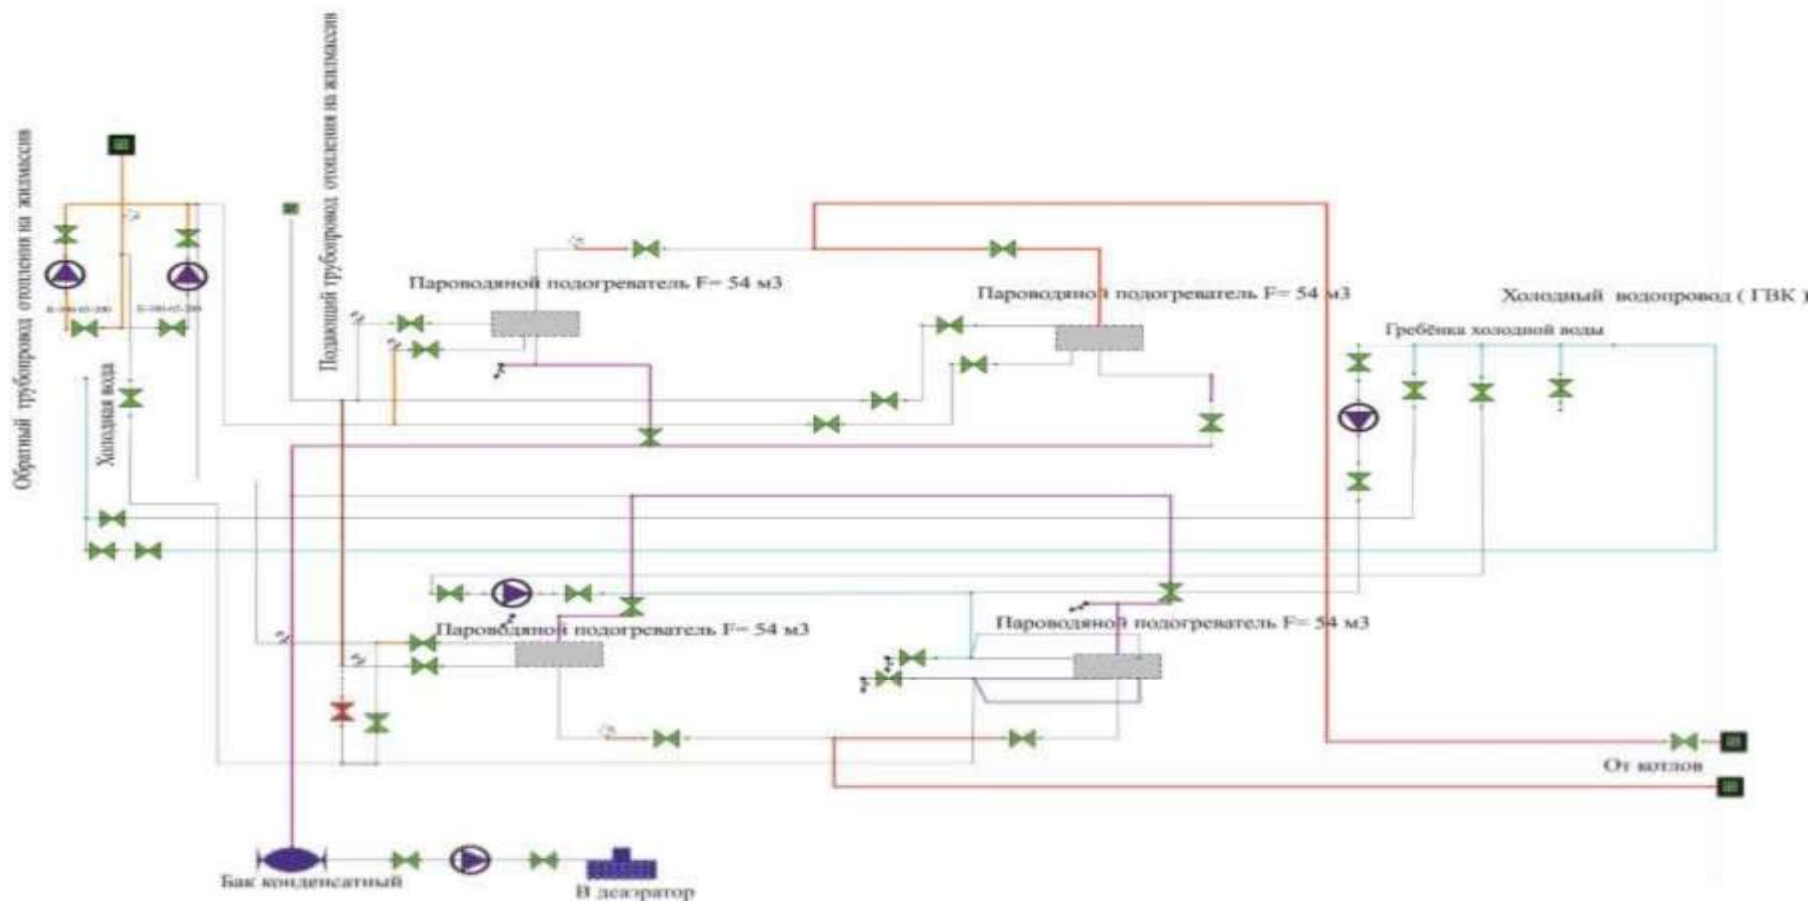 Обратный трубопровод отопления на жилмассив
Подающий трубопровод отопления на жилмассив
Холодная вода
Пароводяной подогреватель F= 54 м3
Пароводяной подогреватель F= 54 м3
Холодный водопровод ( ГВК )
Гребёнка холодной воды
Пароводяной подогреватель F= 54 м3
Пароводяной подогреватель F= 54 м3
От котлов
Бак конденсатный
В деаэратор